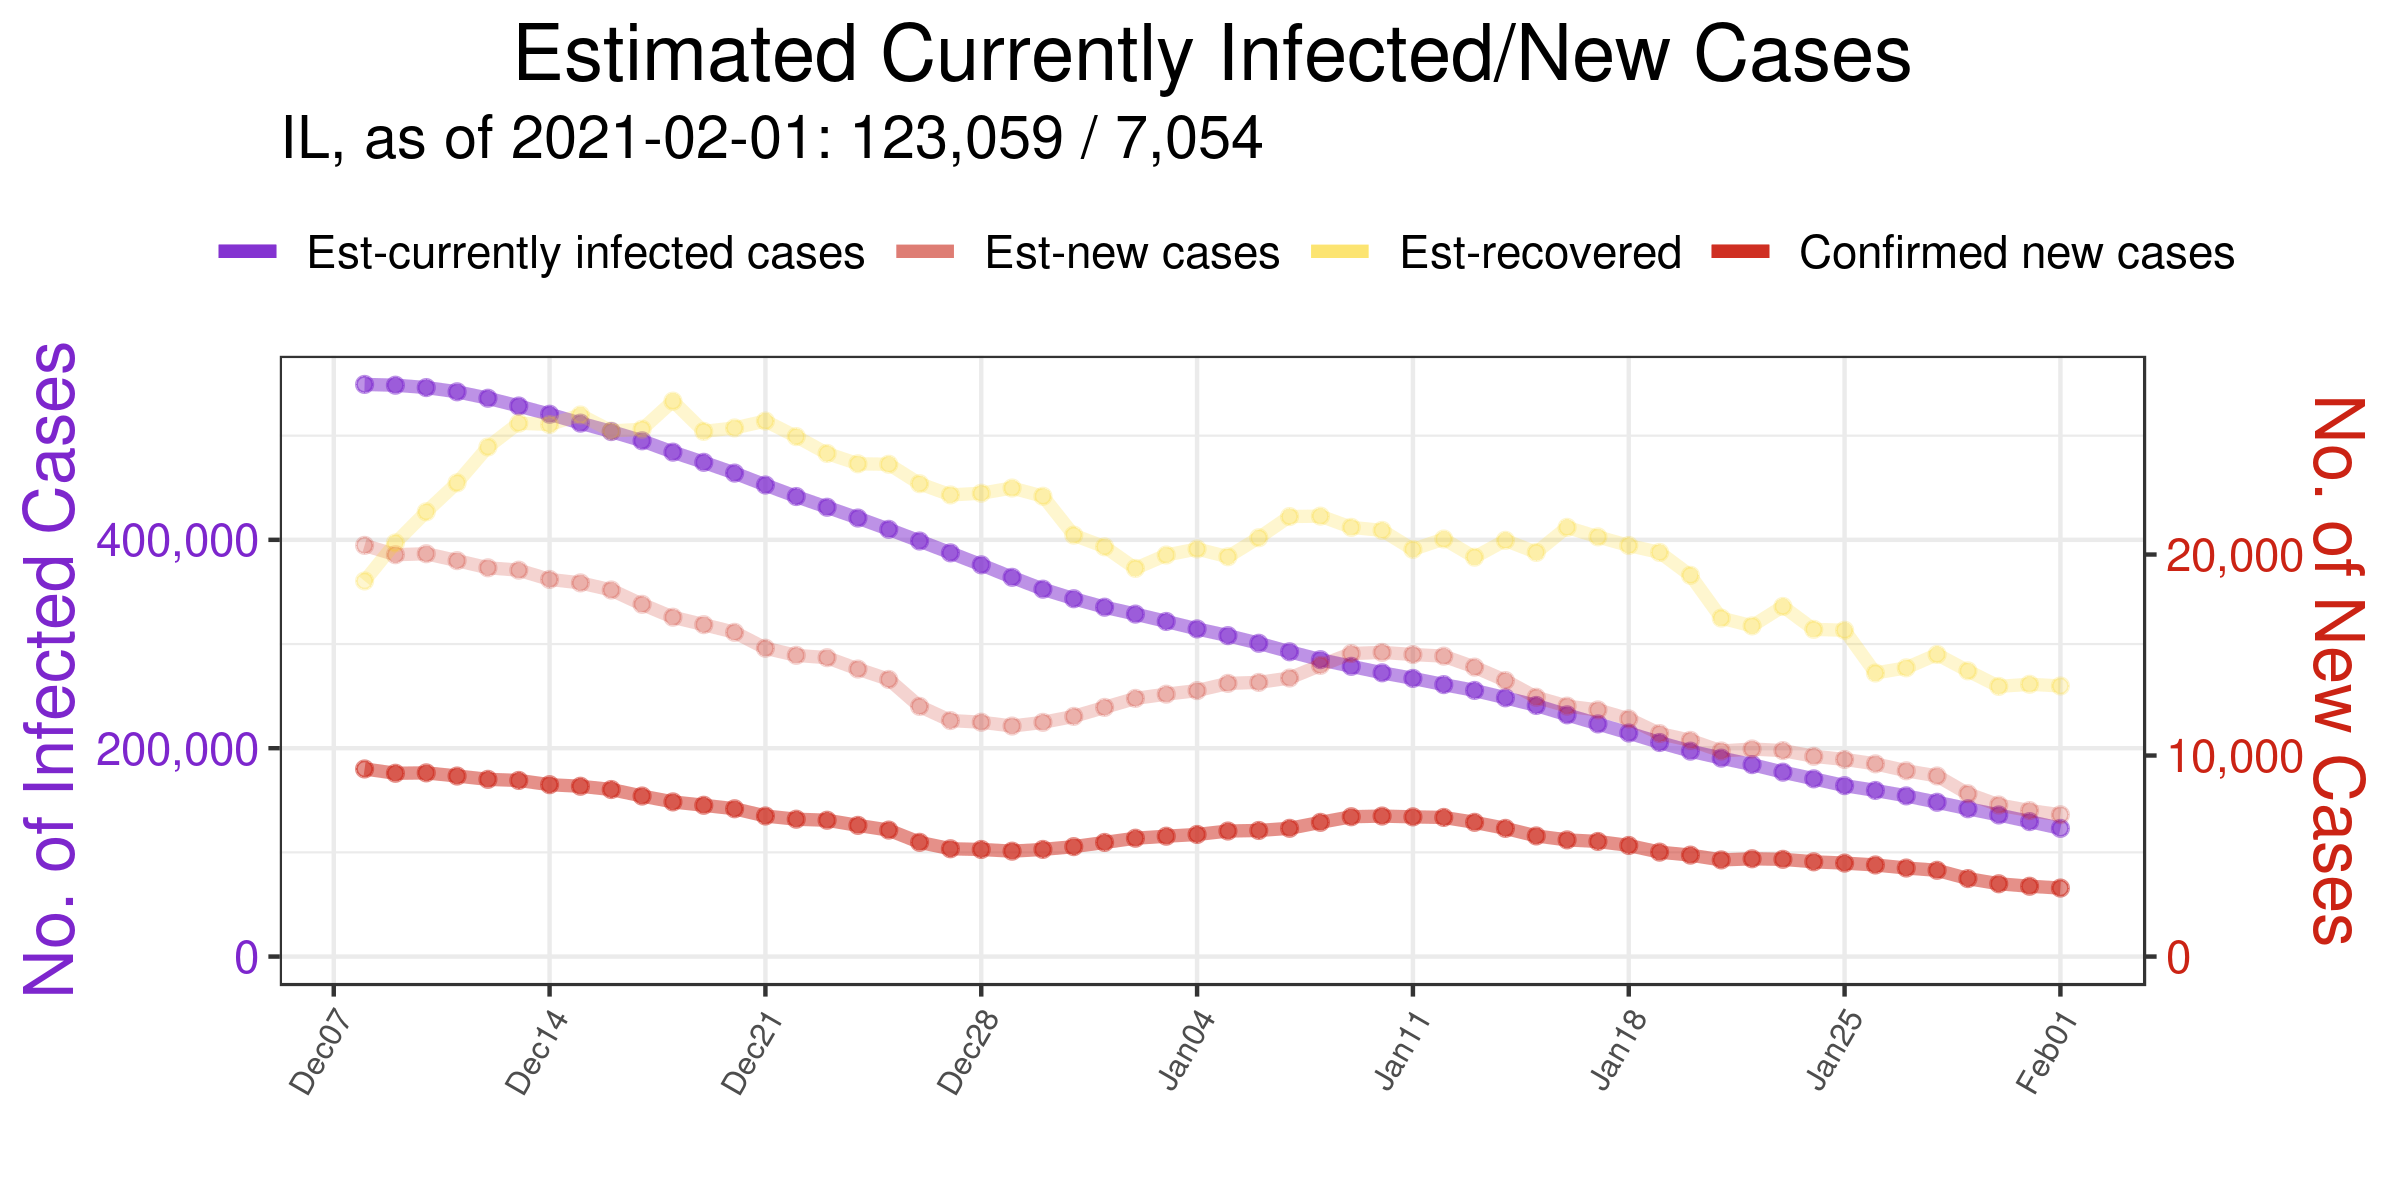 Estimated Currently Infected/New Cases
IL, as of 2021-02-01: 123,059 / 7,054
Est-currently infected cases Est-new cases Est-recovered Confirmed new cases
No. of Infected Cases
400,000
200,000
0
20,000
10,000
0
No. of New Cases
Dec07 Dec14 Dec21 Dec28 Jan04 Jan11 Jan18 Jan25 Feb01